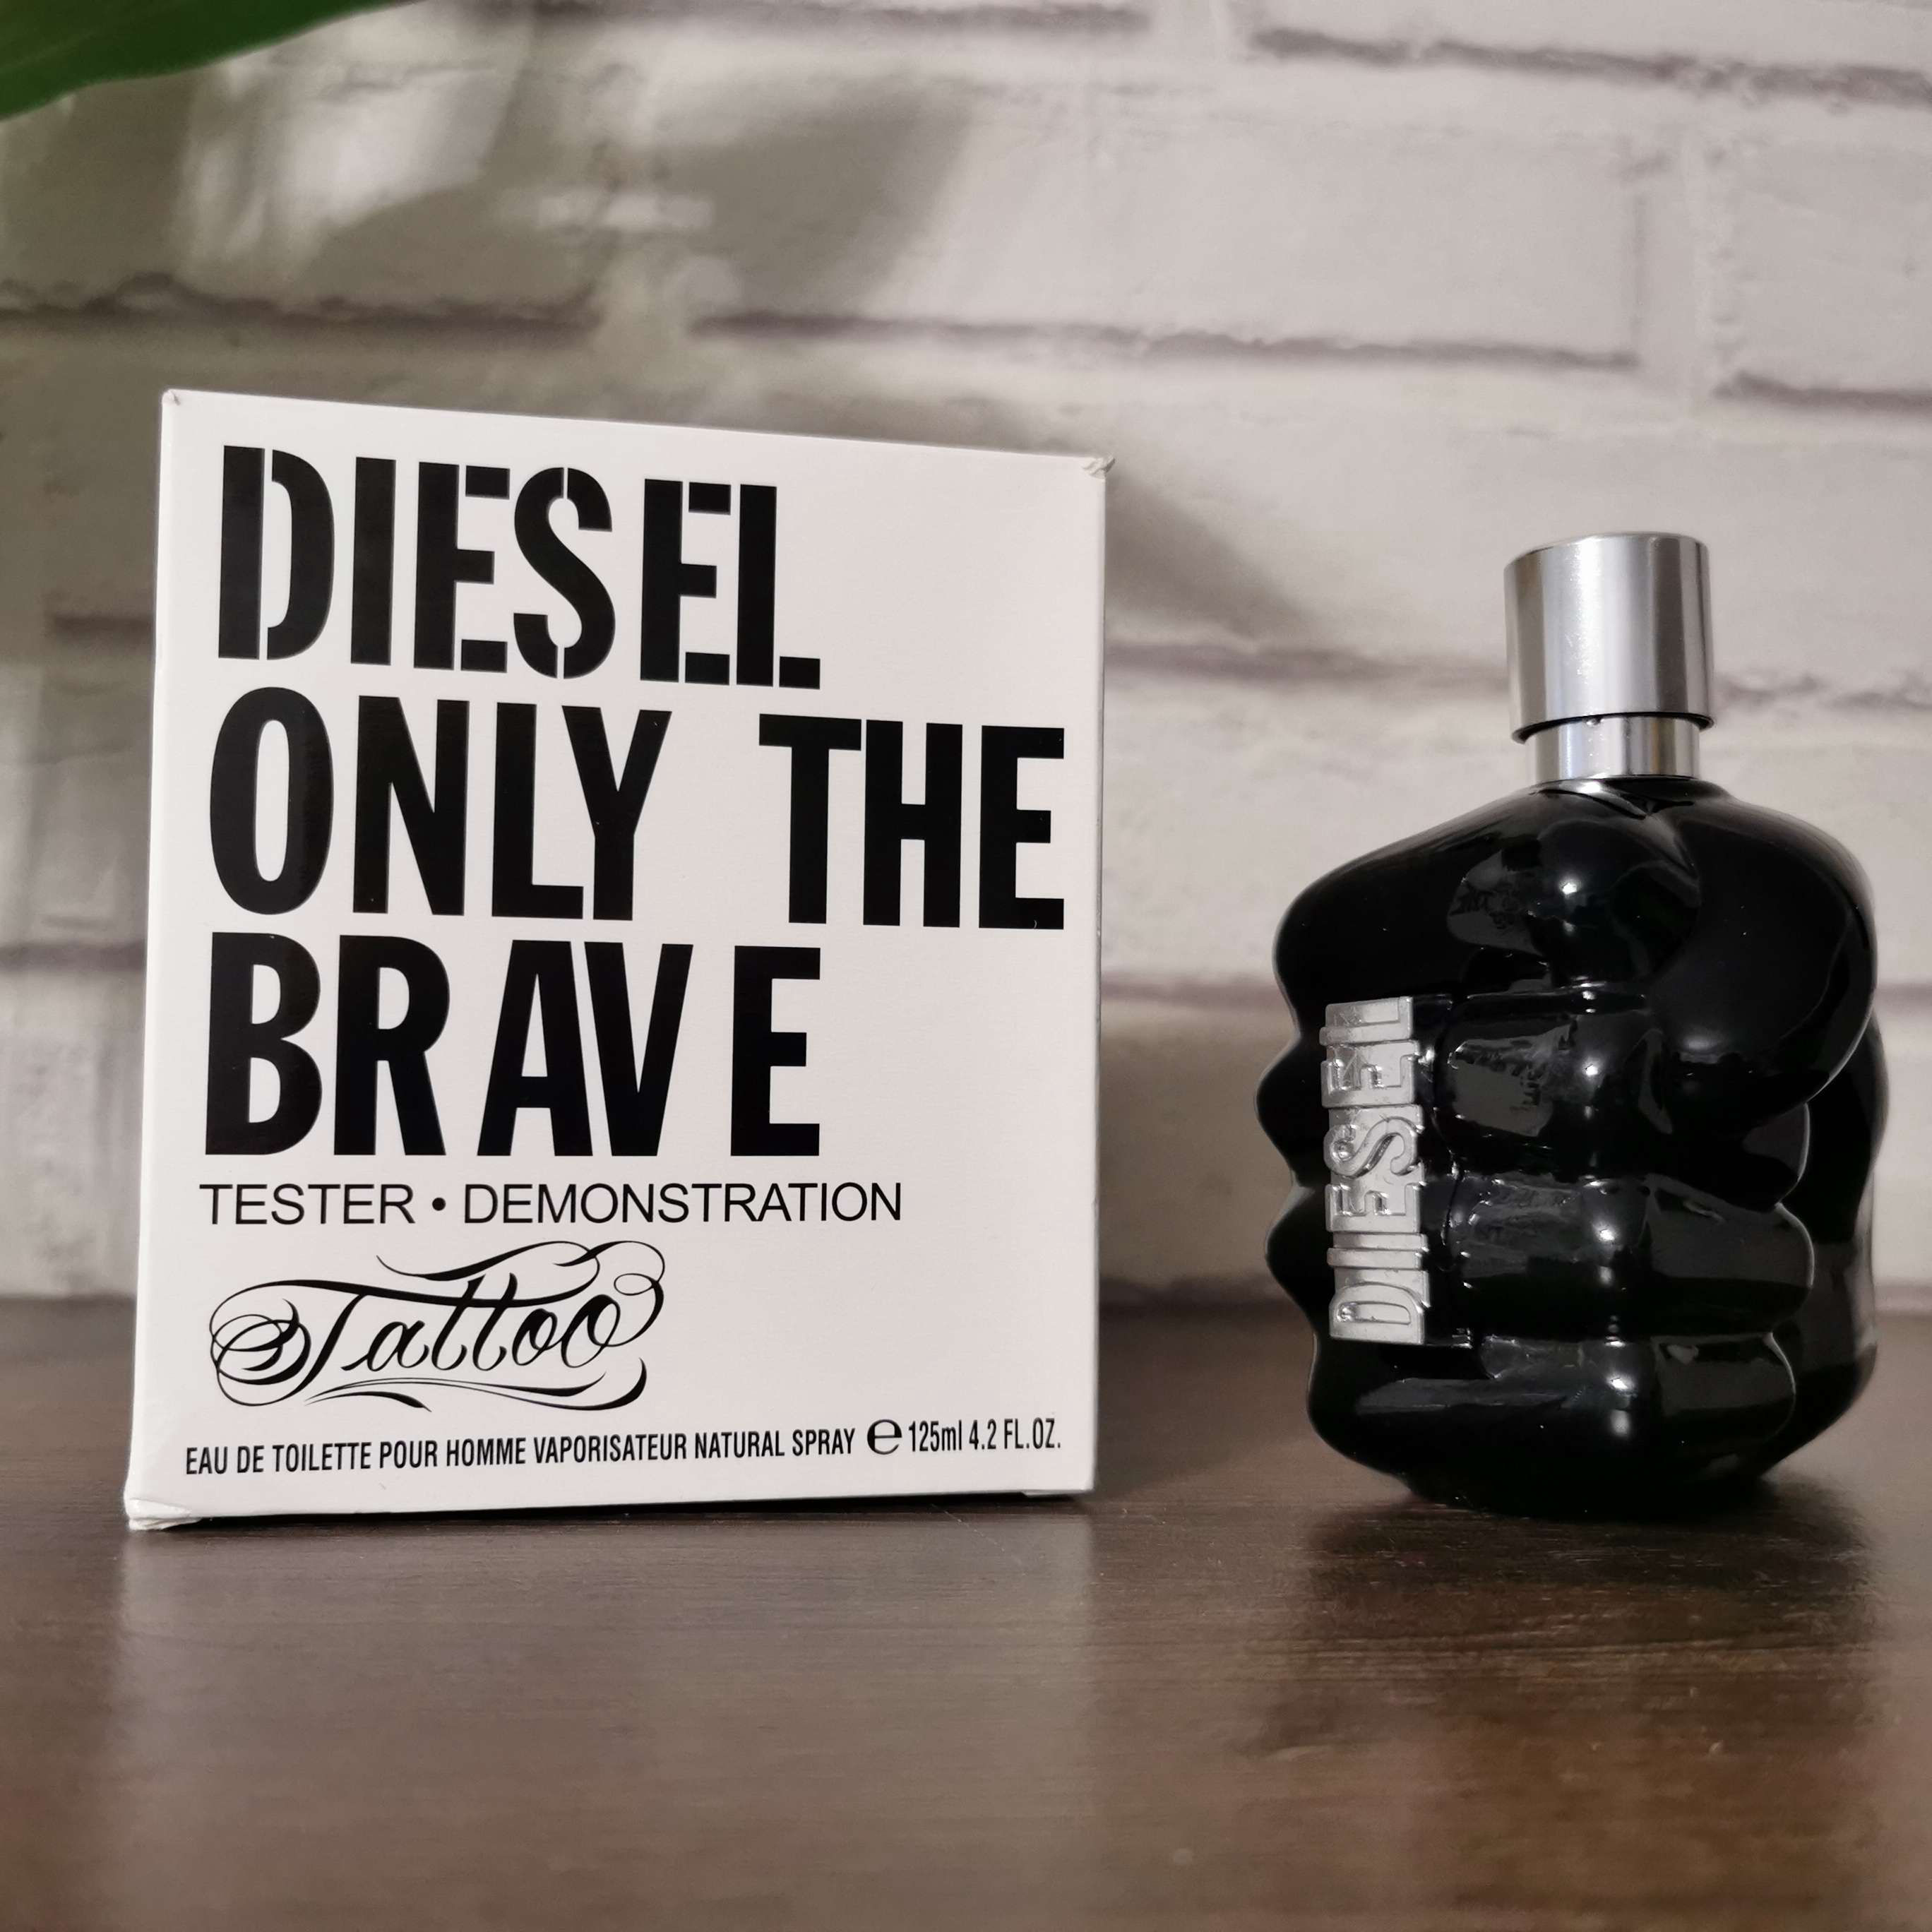 DIESEL
ONLY THE
BRAVE
TESTER • DEMONSTRATION
Tattoo
EAU DE TOILETTE POUR HOMME VAPORISATEUR NATURAL SPRAY ℮ 125ml 4.2 FL.OZ.
DIESEL